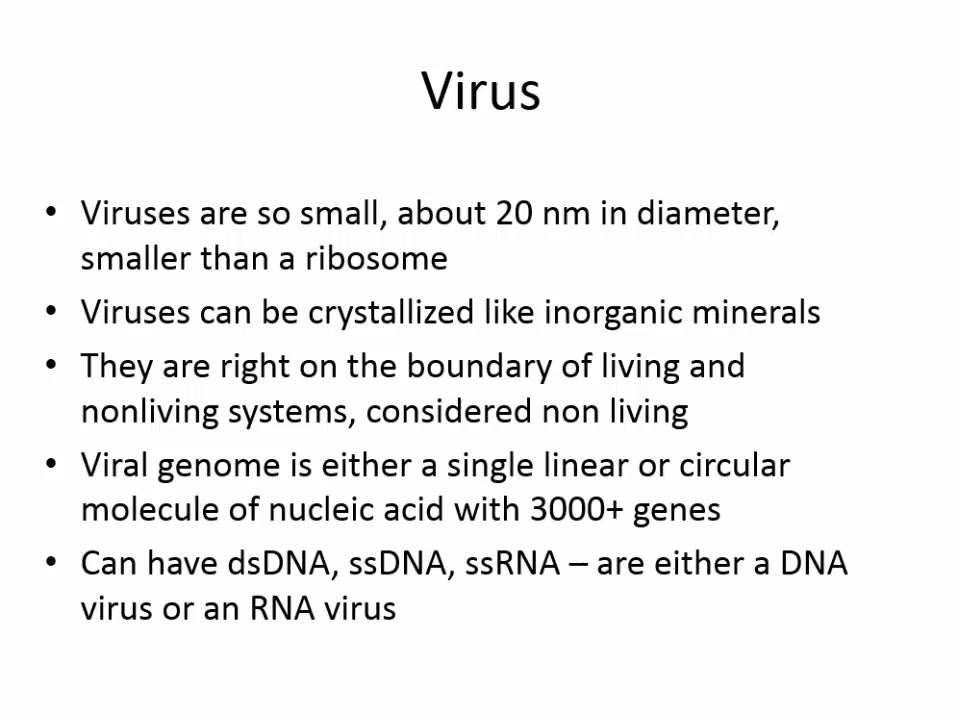 Virus
• Viruses are so small, about 20 nm in diameter,
smaller than a ribosome
• Viruses can be crystallized like inorganic minerals
• They are right on the boundary of living and
nonliving systems, considered non living
• Viral genome is either a single linear or circular
molecule of nucleic acid with 3000+ genes
• Can have dsDNA, ssDNA, ssRNA – are either a DNA
virus or an RNA virus